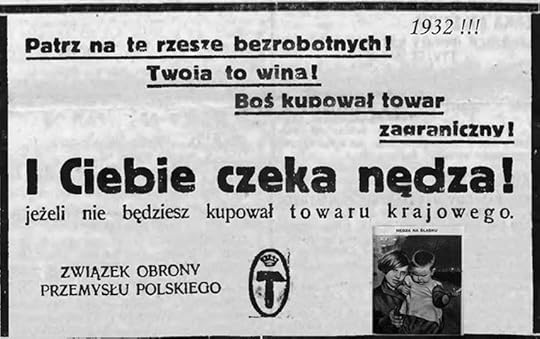 1932 !!!
Patrz na te rzesze bezrobotnych!
Twoja to wina!
Boś kupował towar
zagraniczny!
I Ciebie czeka nędza!
jeżeli nie będziesz kupował towaru krajowego.
NĘDZA NA ŚLĄSKU
ZWIĄZEK OBRONY
PRZEMYSŁU POLSKIEGO